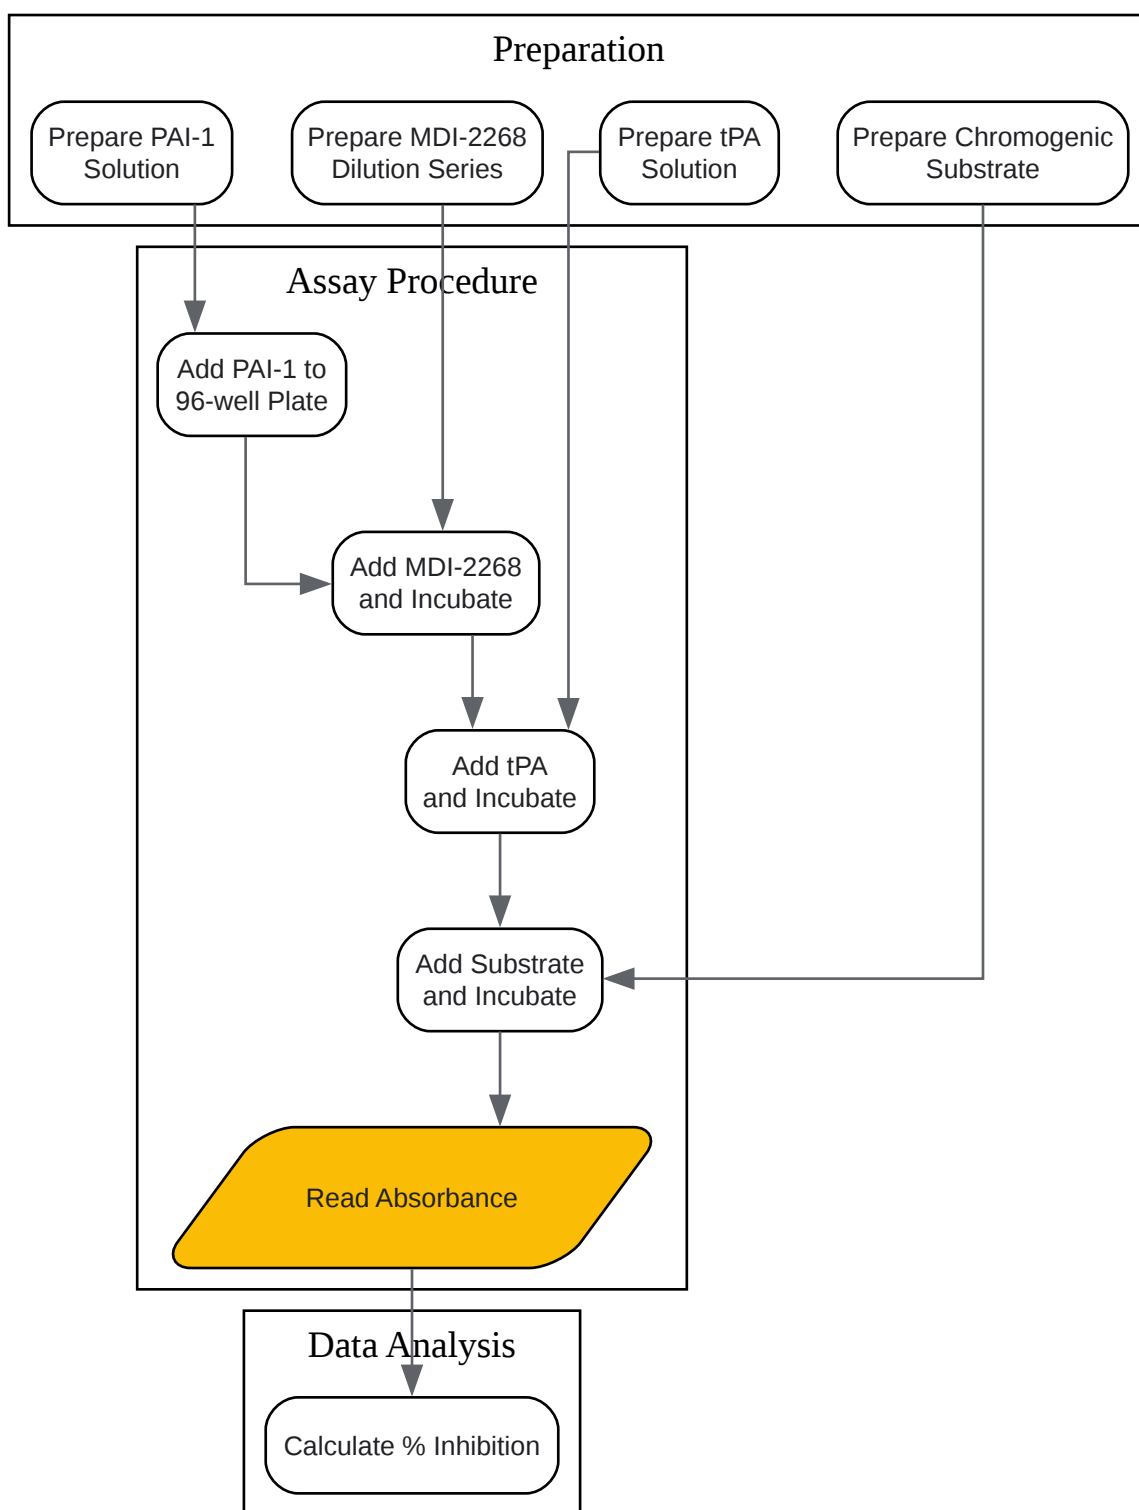 Preparation
Prepare PAI-1
Solution
Prepare MDI-2268
Dilution Series
Prepare tPA
Solution
Prepare Chromogenic
Substrate
Assay Procedure
Add PAI-1 to
96-well Plate
Add MDI-2268
and Incubate
Add tPA
and Incubate
Add Substrate
and Incubate
Read Absorbance
Data Analysis
Calculate % Inhibition